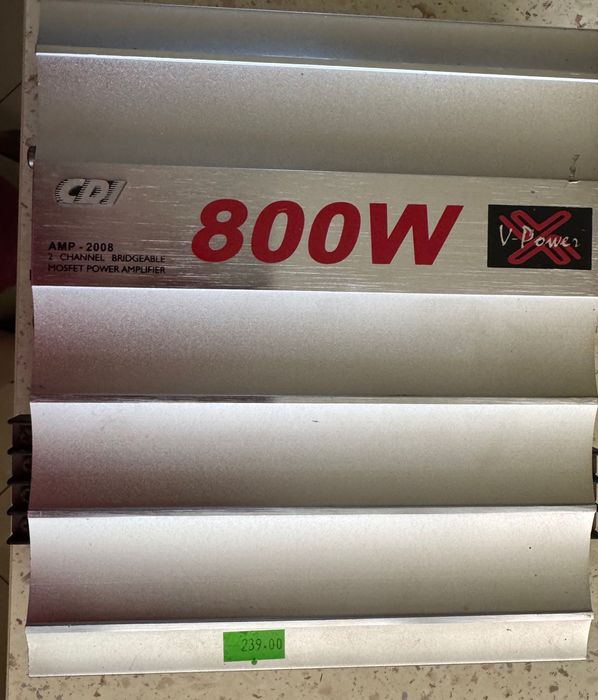 CDI
800W
V-Power
X
AMP - 2008
2 CHANNEL BRIDGEABLE
MOSFET POWER AMPLIFIER
239.00